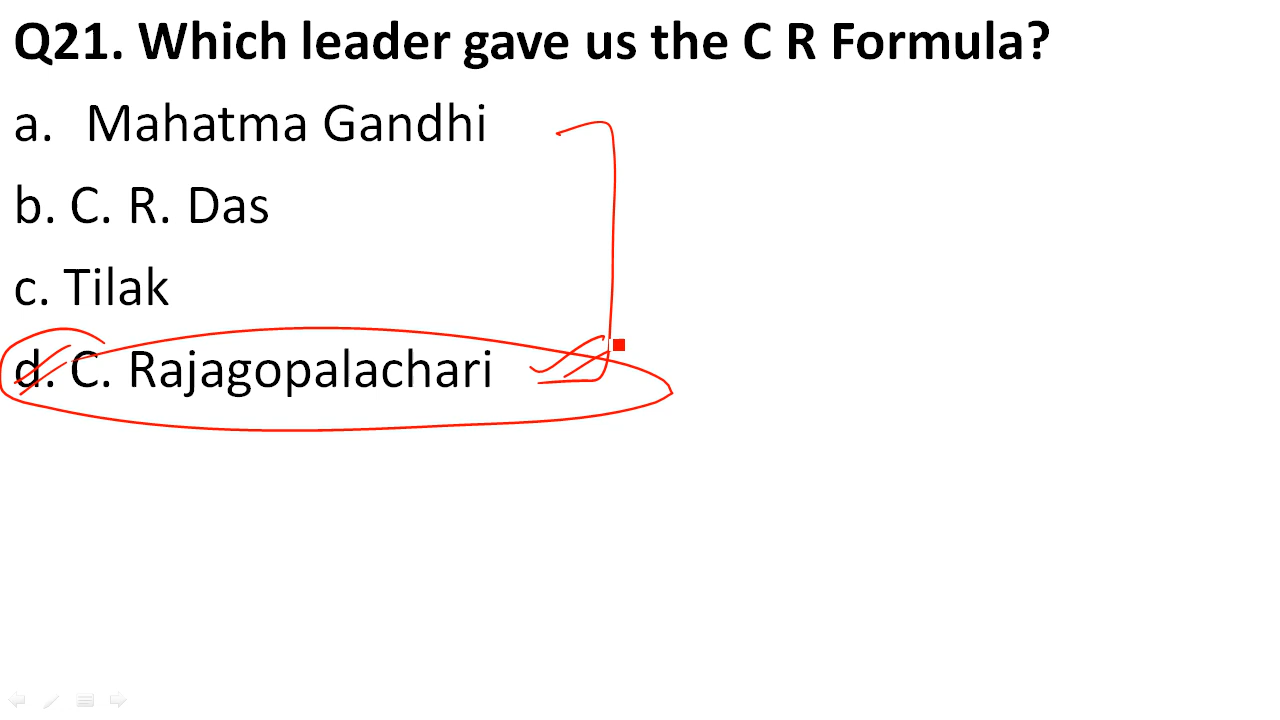 Q21. Which leader gave us the C R Formula?
a. Mahatma Gandhi
b. C. R. Das
c. Tilak
d. C. Rajagopalachari